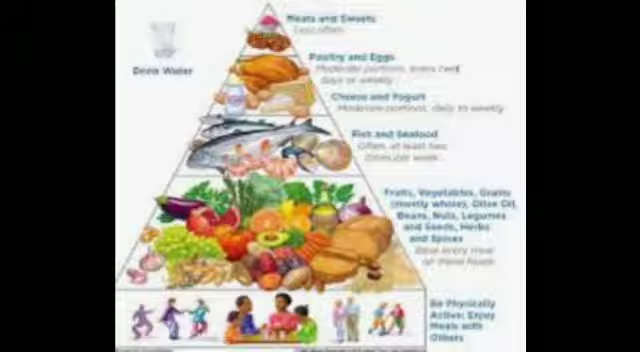 Meats and Sweets
Less often
Drink Water
Poultry and Eggs
Moderate portions, every two
days or weekly
Cheese and Yogurt
Moderate portions, daily to weekly
Fish and Seafood
Often, at least two
times per week
Fruits, Vegetables, Grains
(mostly whole), Olive Oil,
Beans, Nuts, Legumes
and Seeds, Herbs
and Spices
Base every meal
on these foods
Be Physically
Active; Enjoy
Meals with
Others